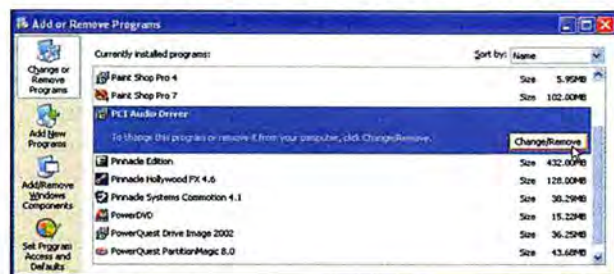 Add or Remove Programs
Change or
Remove
Programs
Add New
Programs
Add/Remove
Windows
Components
Set Program
Access and
Defaults
Currently installed programs:
Sort by: Name
Paint Shop Pro 4 Size 5.95MB
Paint Shop Pro 7 Size 102.00MB
PCI Audio Driver
To change this program or remove it from your computer, click Change/Remove.
Change/Remove
Pinnacle Edition Size 432.00MB
Pinnacle Hollywood FX 4.6 Size 128.00MB
Pinnacle Systems Commotion 4.1 Size 38.29MB
PowerDVD Size 15.22MB
PowerQuest Drive Image 2002 Size 36.25MB
PowerQuest PartitionMagic 8.0 Size 43.68MB